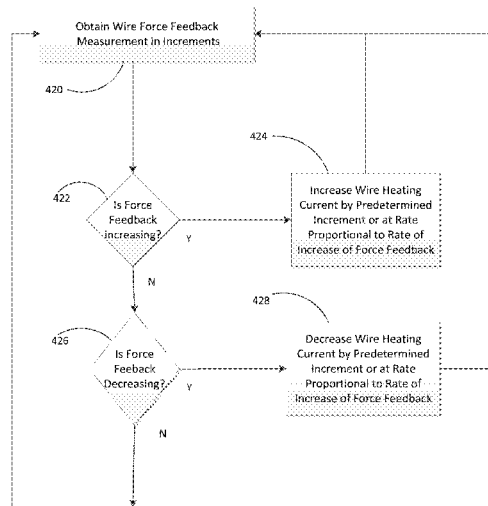 Obtain Wire Force Feedback
Measurement in Increments
420
422
Is Force
Feedback
Increasing?
Y
N
424
Increase Wire Heating
Current by Predetermined
Increment or at Rate
Proportional to Rate of
Increase of Force Feedback
426
Is Force
Feeback
Decreasing?
Y
N
428
Decrease Wire Heating
Current by Predetermined
Increment or at Rate
Proportional to Rate of
Increase of Force Feedback